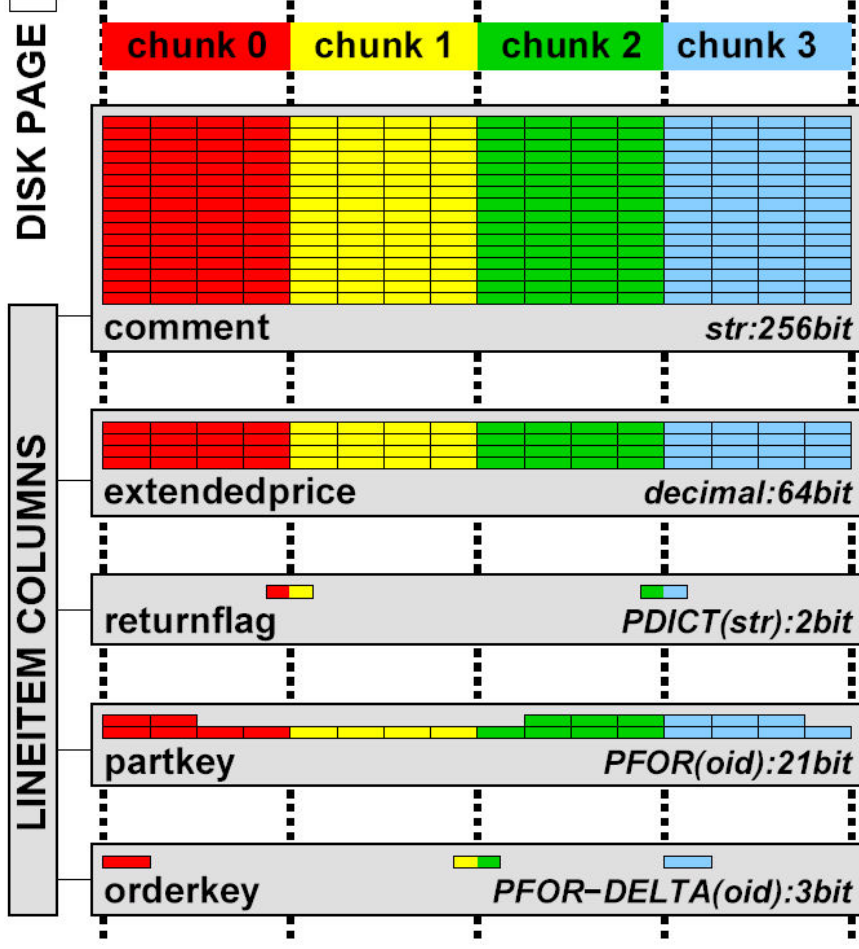 DISK PAGE
chunk 0 chunk 1 chunk 2 chunk 3
comment str:256bit
LINEITEM COLUMNS
extendedprice decimal:64bit
returnflag PDICT(str):2bit
partkey PFOR(oid):21bit
orderkey PFOR−DELTA(oid):3bit